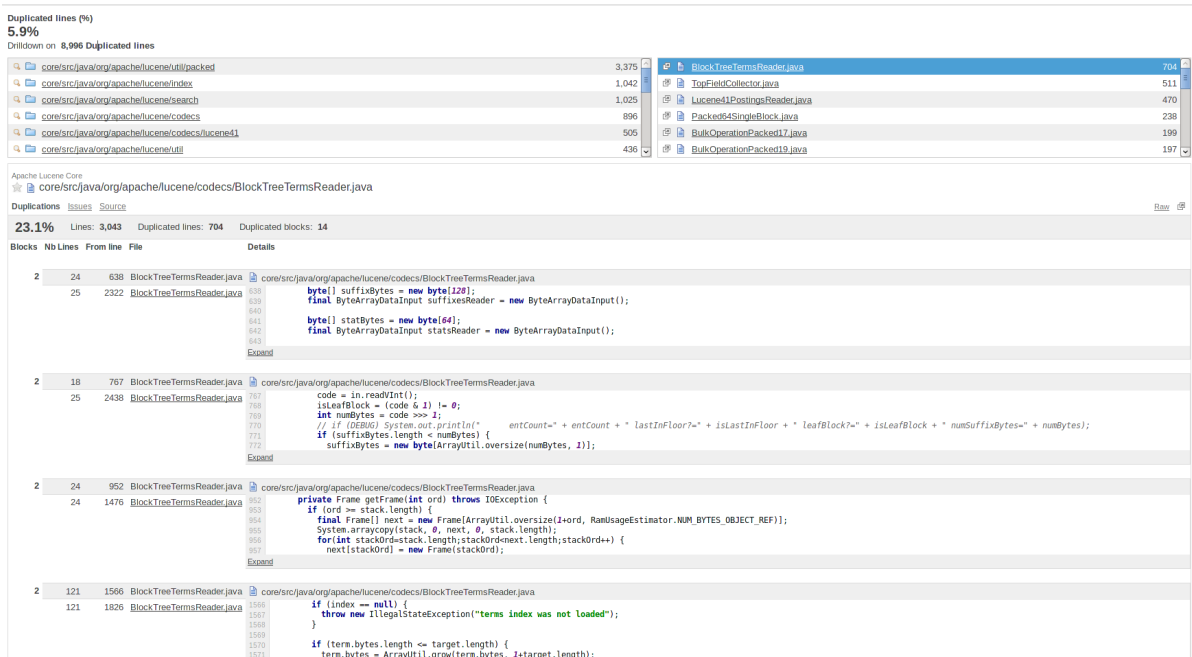 Duplicated lines (%)
5.9%
Drilldown on 8,996 Duplicated lines
core/src/java/org/apache/lucene/util/packed 3,375
core/src/java/org/apache/lucene/index 1,042
core/src/java/org/apache/lucene/search 1,025
core/src/java/org/apache/lucene/codecs 896
core/src/java/org/apache/lucene/codecs/lucene41 505
core/src/java/org/apache/lucene/util 436
BlockTreeTermsReader.java 704
TopFieldCollector.java 511
Lucene41PostingsReader.java 470
Packed64SingleBlock.java 238
BulkOperationPacked17.java 199
BulkOperationPacked19.java 197
Apache Lucene Core
core/src/java/org/apache/lucene/codecs/BlockTreeTermsReader.java
Duplications Issues Source Raw
23.1% Lines: 3,043 Duplicated lines: 704 Duplicated blocks: 14
Blocks Nb Lines From line File Details
2 24 638 BlockTreeTermsReader.java core/src/java/org/apache/lucene/codecs/BlockTreeTermsReader.java
25 2322 BlockTreeTermsReader.java
638 byte[] suffixBytes = new byte[128];
639 final ByteArrayDataInput suffixesReader = new ByteArrayDataInput();
640
641 byte[] statBytes = new byte[64];
642 final ByteArrayDataInput statsReader = new ByteArrayDataInput();
643
Expand
2 18 767 BlockTreeTermsReader.java core/src/java/org/apache/lucene/codecs/BlockTreeTermsReader.java
25 2438 BlockTreeTermsReader.java
767 code = in.readVInt();
768 isLeafBlock = (code & 1) != 0;
769 int numBytes = code >>> 1;
770 // if (DEBUG) System.out.println("      entCount=" + entCount + " lastInFloor?=" + isLastInFloor + " leafBlock?=" + isLeafBlock + " numSuffixBytes=" + numBytes);
771 if (suffixBytes.length < numBytes) {
772 suffixBytes = new byte[ArrayUtil.oversize(numBytes, 1)];
Expand
2 24 952 BlockTreeTermsReader.java core/src/java/org/apache/lucene/codecs/BlockTreeTermsReader.java
24 1476 BlockTreeTermsReader.java
952 private Frame getFrame(int ord) throws IOException {
953 if (ord >= stack.length) {
954 final Frame[] next = new Frame[ArrayUtil.oversize(1+ord, RamUsageEstimator.NUM_BYTES_OBJECT_REF)];
955 System.arraycopy(stack, 0, next, 0, stack.length);
956 for(int stackOrd=stack.length;stackOrd<next.length;stackOrd++) {
957 next[stackOrd] = new Frame(stackOrd);
Expand
2 121 1566 BlockTreeTermsReader.java core/src/java/org/apache/lucene/codecs/BlockTreeTermsReader.java
121 1826 BlockTreeTermsReader.java
1566 if (index == null) {
1567 throw new IllegalStateException("terms index was not loaded");
1568 }
1569
1570 if (term.bytes.length <= target.length) {
1571 term.bytes = ArrayUtil.grow(term.bytes, 1+target.length);